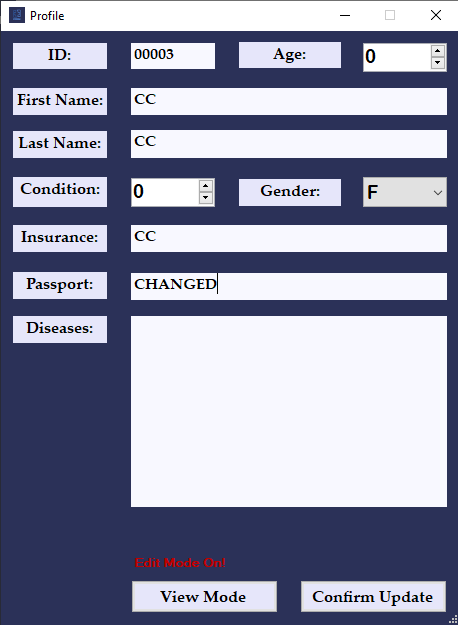 Profile
ID: 00003 Age: 0
First Name: CC
Last Name: CC
Condition: 0 Gender: F
Insurance: CC
Passport: CHANGED
Diseases:
Edit Mode On!
View Mode Confirm Update